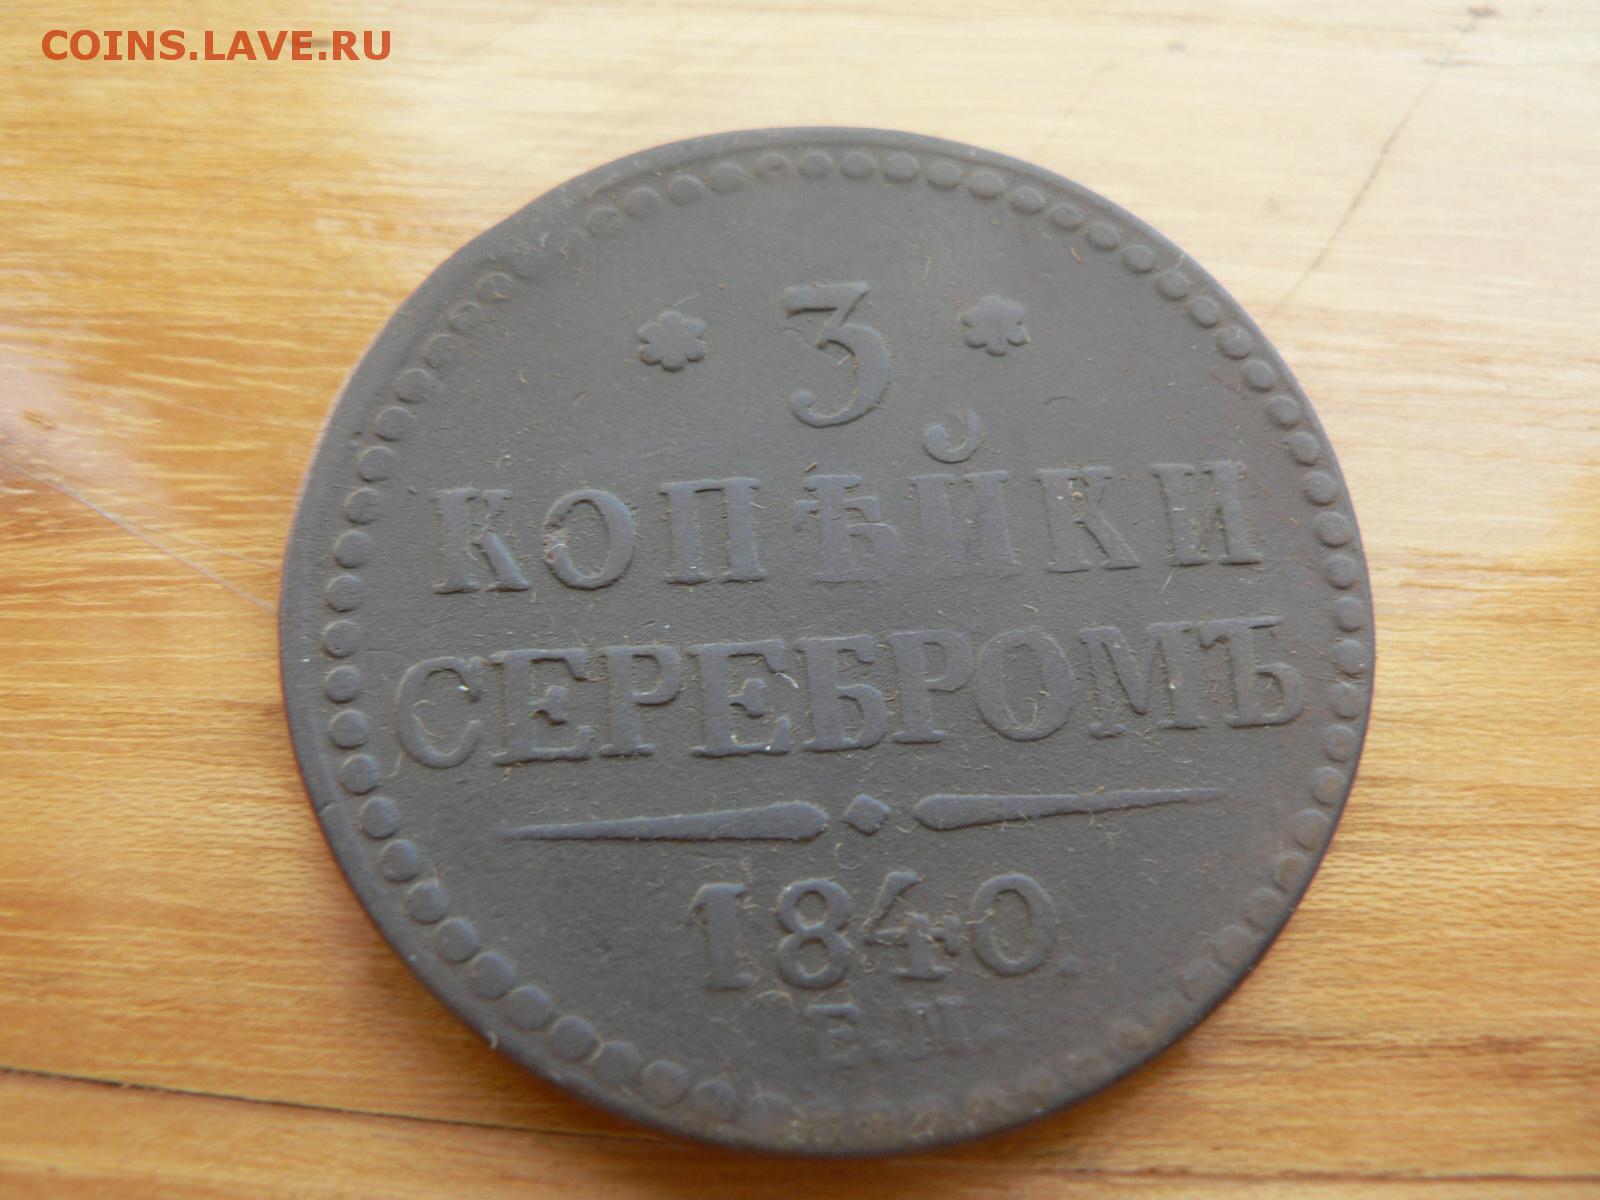 COINS.LAVE.RU
* 3 *
КОПѢЙКИ
СЕРЕБРОМЪ
1840.
Е.М.